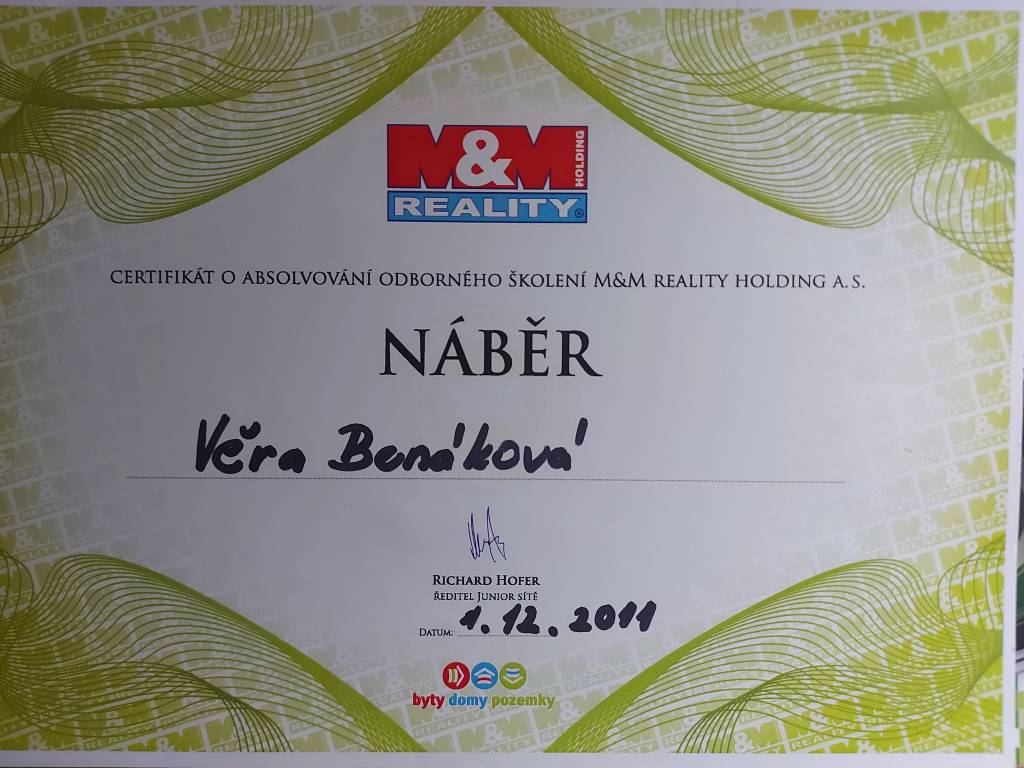 M&M HOLDING
REALITY®
CERTIFIKÁT O ABSOLVOVÁNÍ ODBORNÉHO ŠKOLENÍ M&M REALITY HOLDING A.S.
NÁBĚR
Věra Benáková
RICHARD HOFER
ŘEDITEL JUNIOR SÍTĚ
DATUM: 1.12.2011
byty domy pozemky